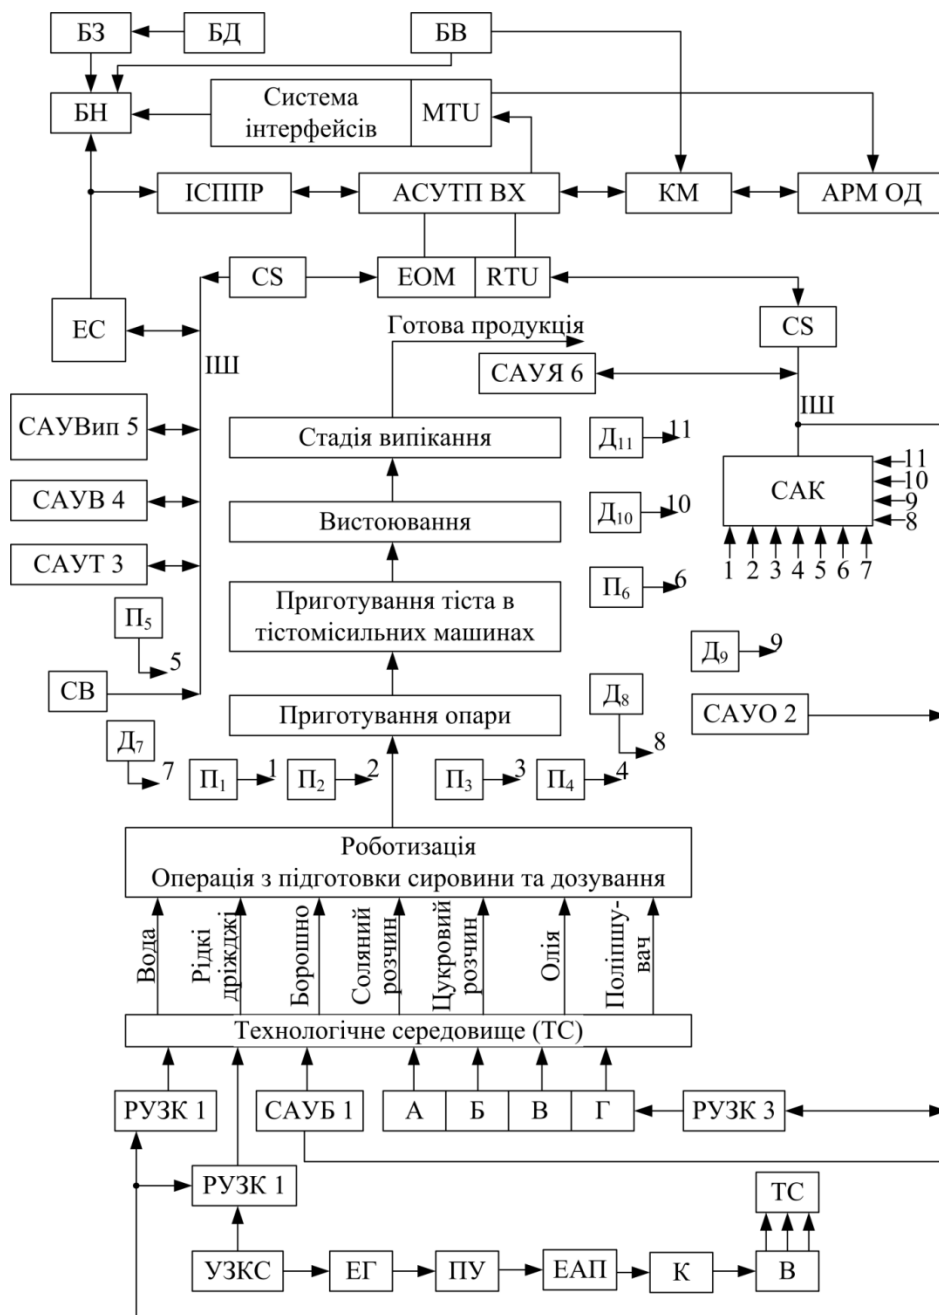 БЗ
БД
БВ
БН
Система
інтерфейсів
MTU
ІСППР
АСУТП ВХ
КМ
АРМ ОД
CS
ЕОМ
RTU
ЕС
ІШ
Готова продукція
CS
САУЯ 6
ІШ
САУВип 5
Стадія випікання
Д11
11
САК
11
10
9
8
1
2
3
4
5
6
7
САУВ 4
Вистоювання
Д10
10
САУТ 3
Приготування тіста в
тістомісильних машинах
П6
6
П5
5
Д9
9
СВ
Приготування опари
Д8
8
САУО 2
Д7
7
П1
1
П2
2
П3
3
П4
4
Роботизація
Операція з підготовки сировини та дозування
Вода
Рідкі
дріжджі
Борошно
Соляний
розчин
Цукровий
розчин
Олія
Поліпшу-
вач
Технологічне середовище (ТС)
РУЗК 1
САУБ 1
А
Б
В
Г
РУЗК 3
РУЗК 1
ТС
УЗКС
ЕГ
ПУ
ЕАП
К
В